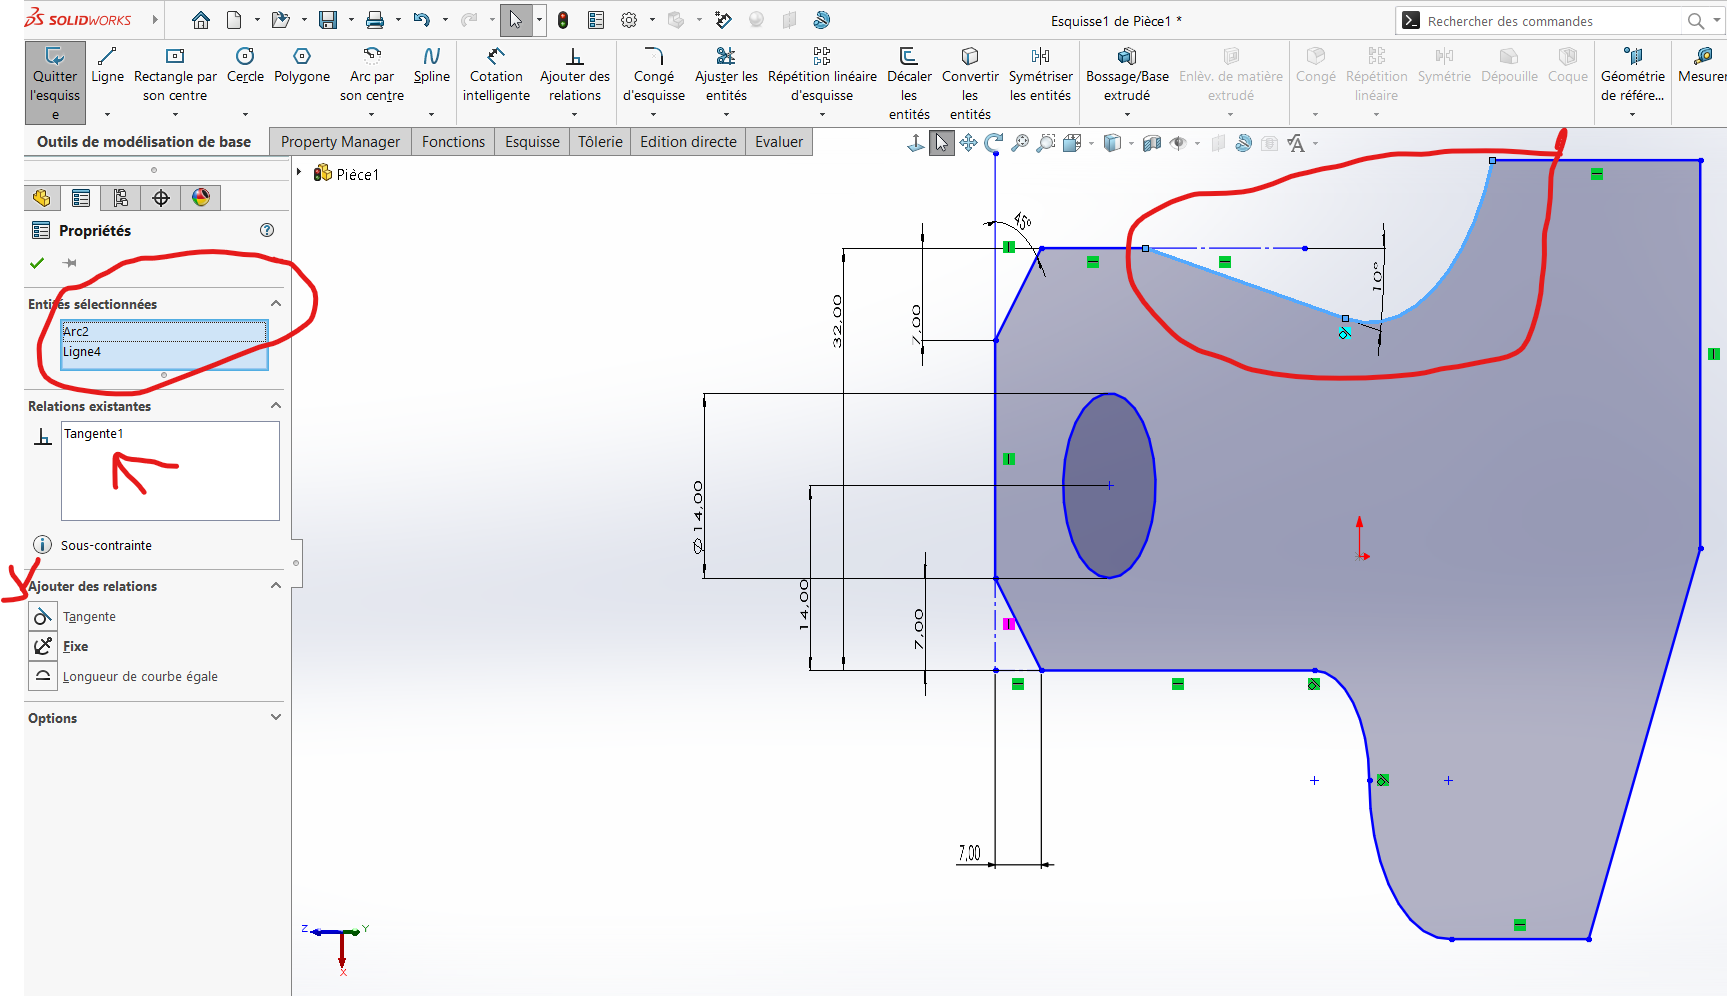 SOLIDWORKS
Esquisse1 de Pièce1 *
Rechercher des commandes
Quitter l'esquiss e
Ligne
Rectangle par son centre
Cercle
Polygone
Arc par son centre
Spline
Cotation intelligente
Ajouter des relations
Congé d'esquisse
Ajuster les entités
Répétition linéaire d'esquisse
Décaler les entités
Convertir les entités
Symétriser les entités
Bossage/Base extrudé
Enlèv. de matière extrudé
Congé
Répétition linéaire
Symétrie
Dépouille
Coque
Géométrie de référe...
Mesurer
Outils de modélisation de base
Property Manager
Fonctions
Esquisse
Tôlerie
Edition directe
Evaluer
Pièce1
Propriétés
Entités sélectionnées
Arc2
Ligne4
Relations existantes
Tangente1
Sous-contrainte
Ajouter des relations
Tangente
Fixe
Longueur de courbe égale
Options
45°
10°
32,00
7,00
Ø14,00
14,00
7,00
7,00
Z
Y
X